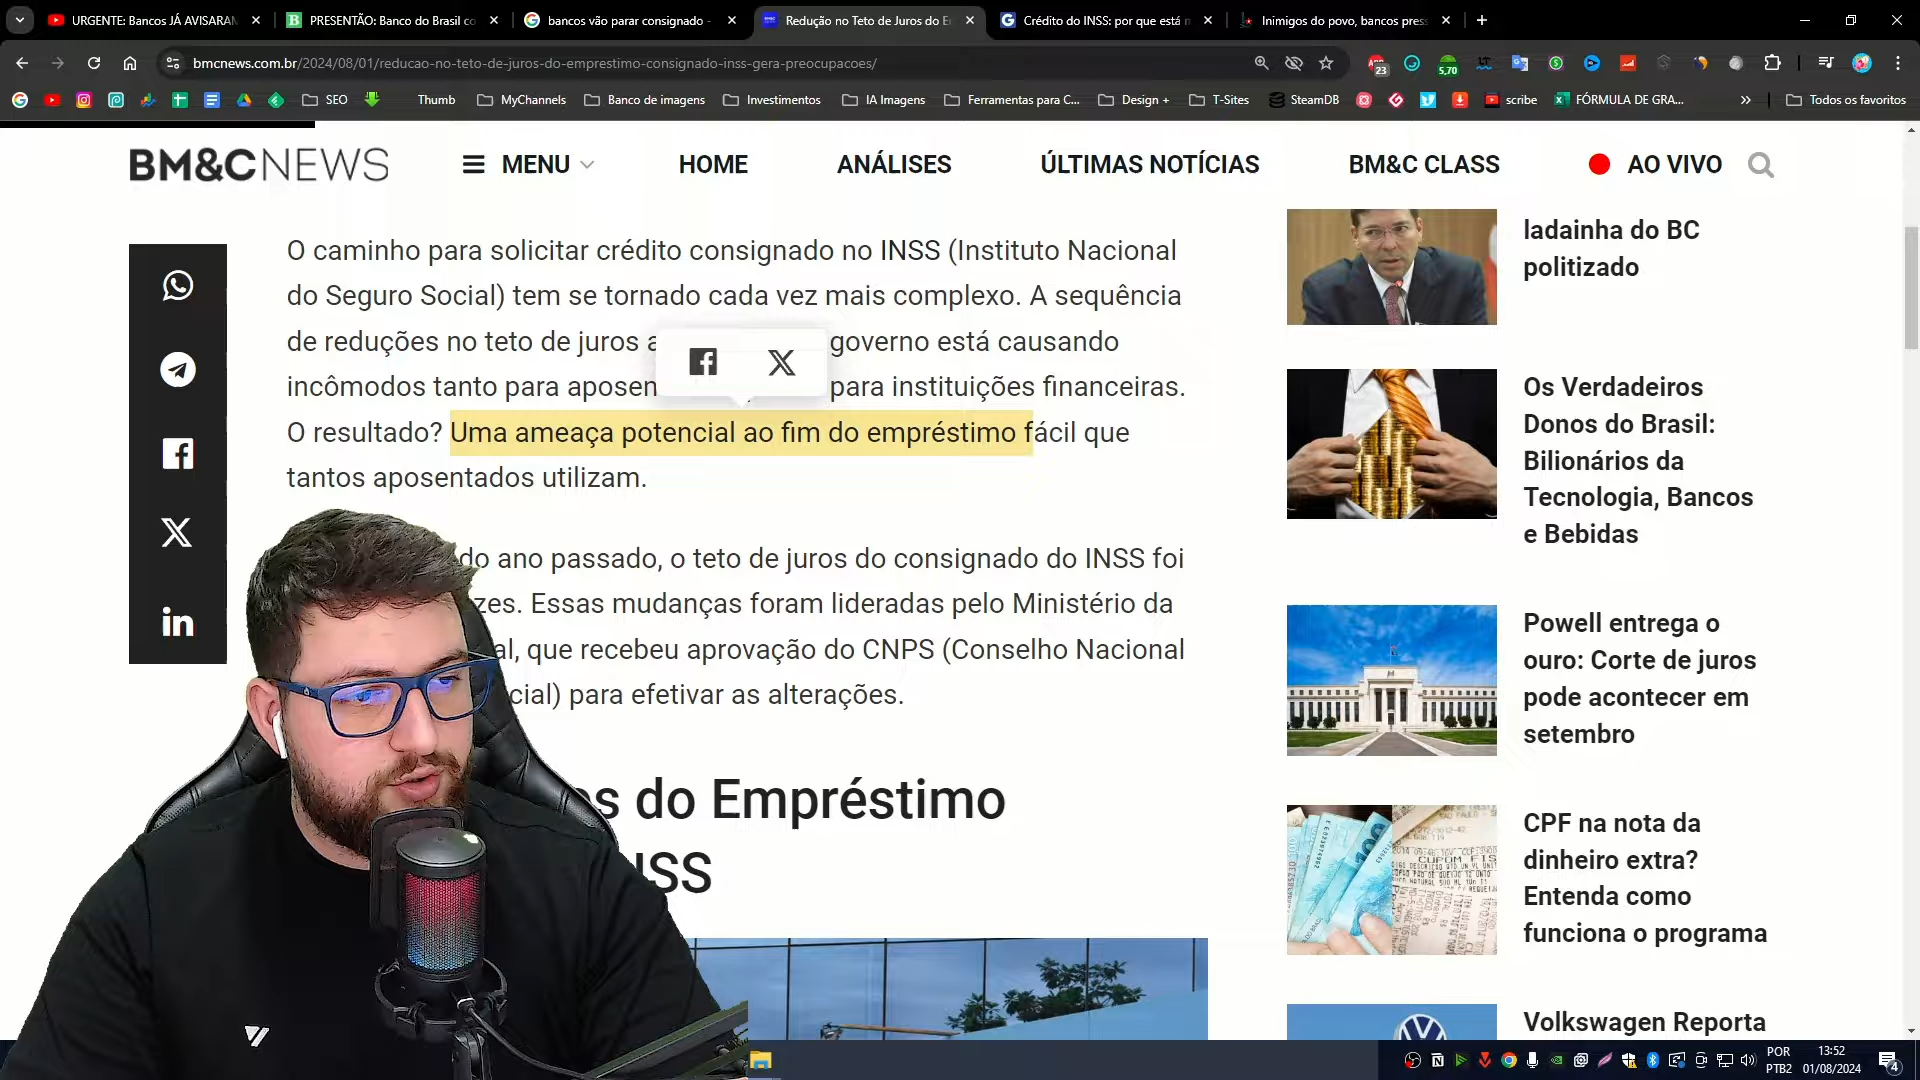 URGENTE: Bancos JÁ AVISARAM
PRESENTÃO: Banco do Brasil co
bancos vão parar consignado -
Redução no Teto de Juros do E
Crédito do INSS: por que está m
Inimigos do povo, bancos press
bmcnews.com.br/2024/08/01/reducao-no-teto-de-juros-do-emprestimo-consignado-inss-gera-preocupacoes/
23
5,70
SEO
Thumb
MyChannels
Banco de imagens
Investimentos
IA Imagens
Ferramentas para C...
Design +
T-Sites
SteamDB
scribe
FÓRMULA DE GRA...
Todos os favoritos
BM&CNEWS
MENU
HOME
ANÁLISES
ÚLTIMAS NOTÍCIAS
BM&C CLASS
AO VIVO
O caminho para solicitar crédito consignado no INSS (Instituto Nacional
do Seguro Social) tem se tornado cada vez mais complexo. A sequência
de reduções no teto de juros a governo está causando
incômodos tanto para aposen para instituições financeiras.
O resultado? Uma ameaça potencial ao fim do empréstimo fácil que
tantos aposentados utilizam.
do ano passado, o teto de juros do consignado do INSS foi
zes. Essas mudanças foram lideradas pelo Ministério da
al, que recebeu aprovação do CNPS (Conselho Nacional
cial) para efetivar as alterações.
os do Empréstimo
NSS
ladainha do BC
politizado
Os Verdadeiros
Donos do Brasil:
Bilionários da
Tecnologia, Bancos
e Bebidas
Powell entrega o
ouro: Corte de juros
pode acontecer em
setembro
CPF na nota da
dinheiro extra?
Entenda como
funciona o programa
CUPOM FIS
Volkswagen Reporta
POR
PTB2
13:52
01/08/2024
4